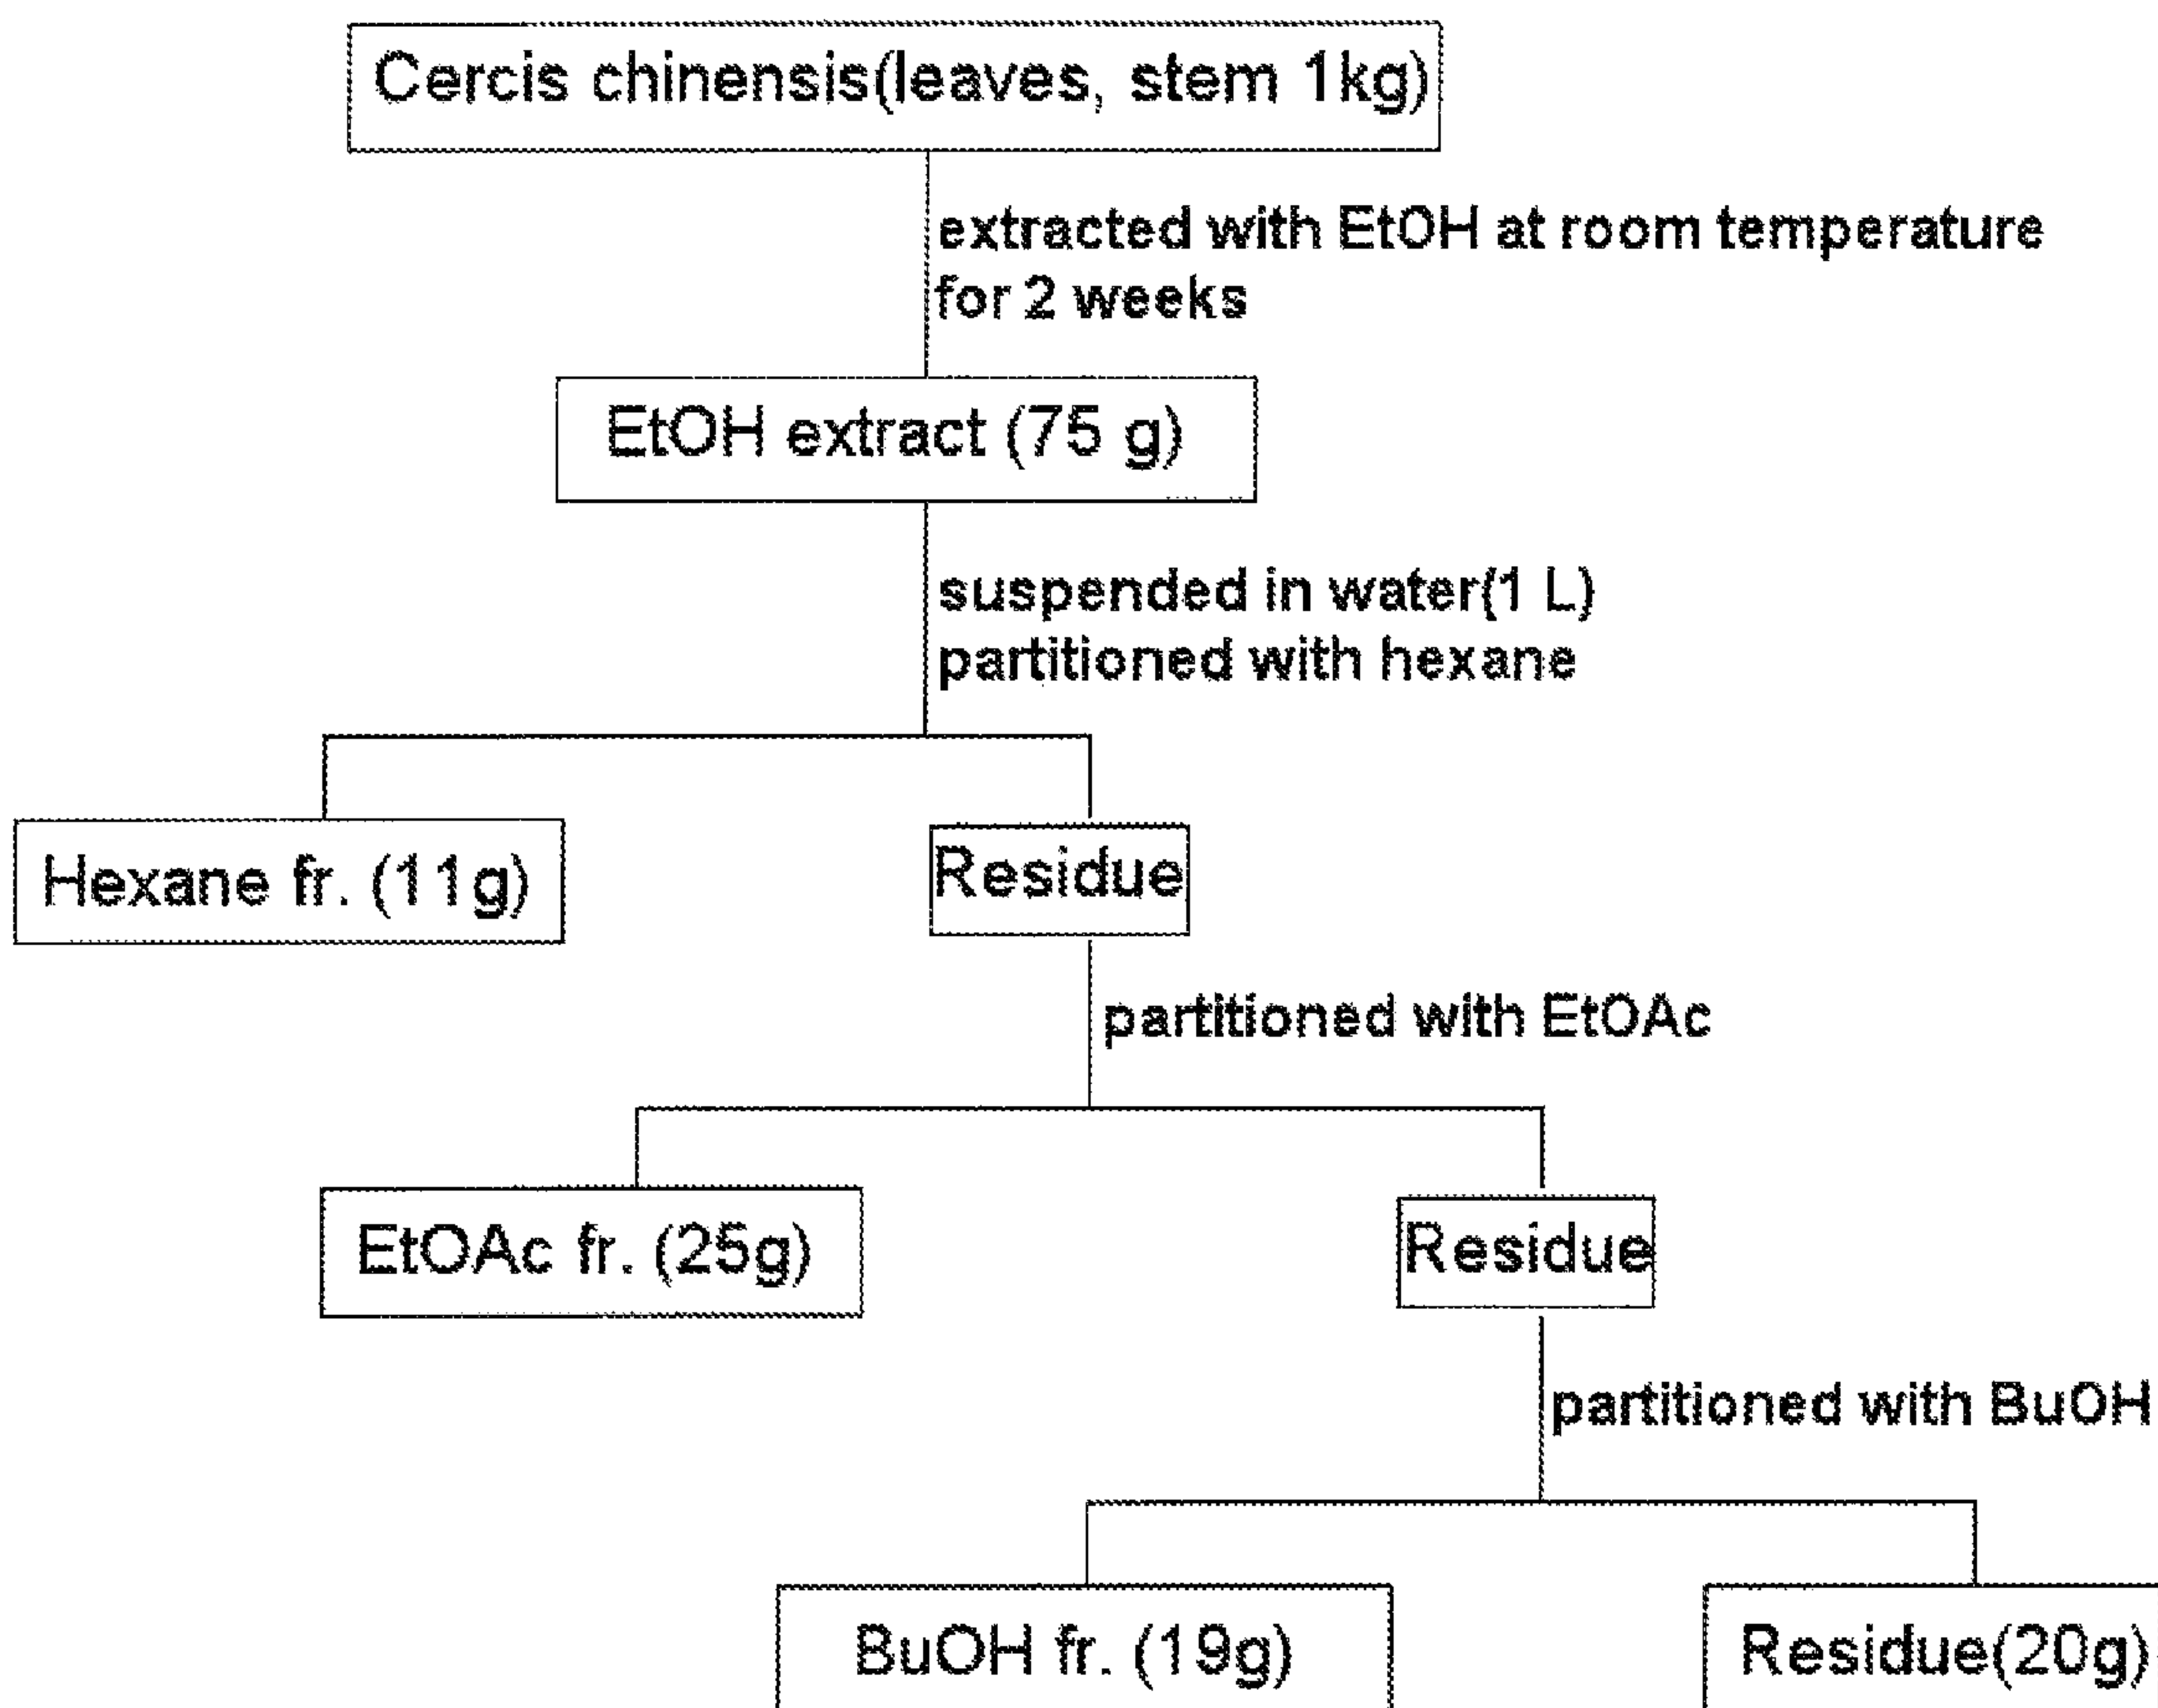 Cercis chinensis(leaves, stem 1kg)
extracted with EtOH at room temperature
for 2 weeks
EtOH extract (75 g)
suspended in water(1 L)
partitioned with hexane
Hexane fr. (11g)
Residue
partitioned with EtOAc
EtOAc fr. (25g)
Residue
partitioned with BuOH
BuOH fr. (19g)
Residue(20g)